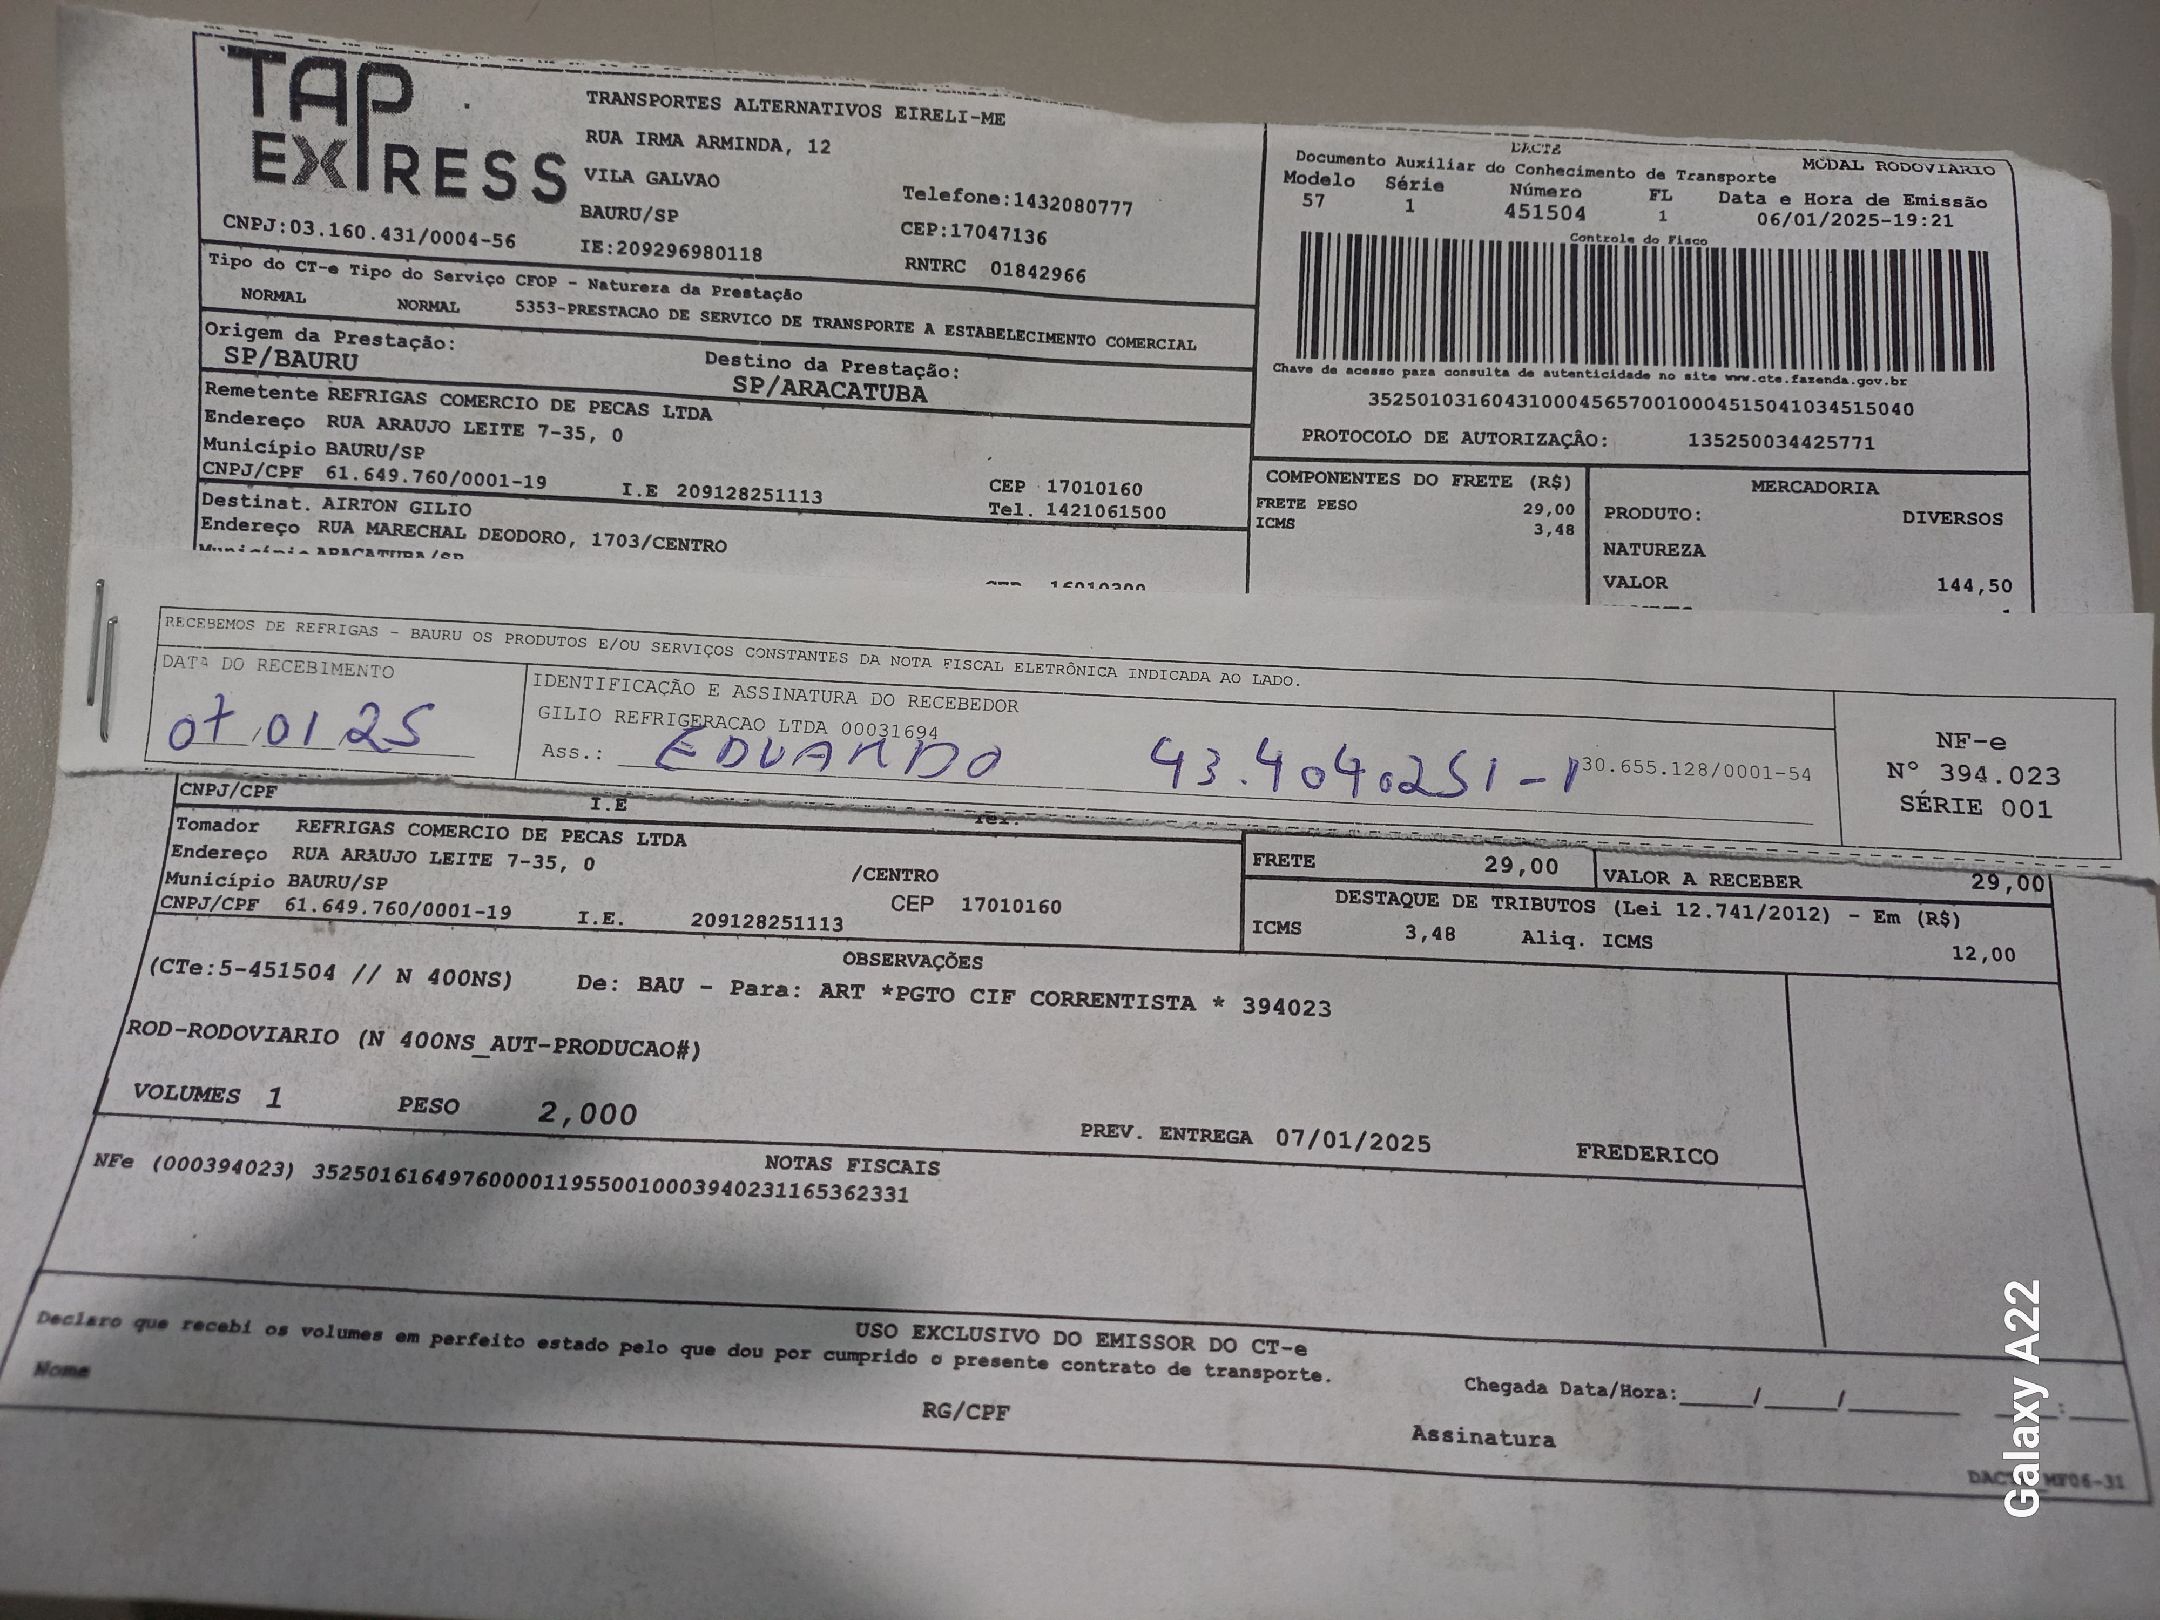 TAP
EXPRESS
TRANSPORTES ALTERNATIVOS EIRELI-ME
RUA IRMA ARMINDA, 12
VILA GALVAO
BAURU/SP
Telefone:1432080777
CEP:17047136
CNPJ:03.160.431/0004-56
IE:209296980118
RNTRC 01842966
DACTE
MODAL RODOVIARIO
Documento Auxiliar do Conhecimento de Transporte
Modelo Série Número FL Data e Hora de Emissão
57 1 451504 1 06/01/2025-19:21
Controle do Fisco
Chave de acesso para consulta de autenticidade no site www.cte.fazenda.gov.br
35250103160431000456570010004515041034515040
PROTOCOLO DE AUTORIZAÇÂO: 135250034425771
Tipo do CT-e Tipo do Serviço CFOP - Natureza da Prestação
NORMAL NORMAL 5353-PRESTACAO DE SERVICO DE TRANSPORTE A ESTABELECIMENTO COMERCIAL
Origem da Prestação: Destino da Prestação:
SP/BAURU SP/ARACATUBA
Remetente REFRIGAS COMERCIO DE PECAS LTDA
Endereço RUA ARAUJO LEITE 7-35, 0
Município BAURU/SP CEP 17010160
CNPJ/CPF 61.649.760/0001-19 I.E 209128251113 Tel. 1421061500
Destinat. AIRTON GILIO
Endereço RUA MARECHAL DEODORO, 1703/CENTRO
Município ARACATUBA/SP
COMPONENTES DO FRETE (R$)
FRETE PESO 29,00
ICMS 3,48
MERCADORIA
PRODUTO: DIVERSOS
NATUREZA
VALOR 144,50
RECEBEMOS DE REFRIGAS - BAURU OS PRODUTOS E/OU SERVIÇOS CONSTANTES DA NOTA FISCAL ELETRÔNICA INDICADA AO LADO.
DATA DO RECEBIMENTO
07 01 25
IDENTIFICAÇÃO E ASSINATURA DO RECEBEDOR
GILIO REFRIGERACAO LTDA 00031694
Ass.: EDUARDO 43.404.0251-1 30.655.128/0001-54
NF-e
Nº 394.023
SÉRIE 001
CNPJ/CPF I.E Tel.
Tomador REFRIGAS COMERCIO DE PECAS LTDA
Endereço RUA ARAUJO LEITE 7-35, 0 /CENTRO
Município BAURU/SP CEP 17010160
CNPJ/CPF 61.649.760/0001-19 I.E. 209128251113
FRETE 29,00 VALOR A RECEBER 29,00
DESTAQUE DE TRIBUTOS (Lei 12.741/2012) - Em (R$)
ICMS 3,48 Aliq. ICMS 12,00
OBSERVAÇÕES
(CTe:5-451504 // N 400NS) De: BAU - Para: ART *PGTO CIF CORRENTISTA * 394023
ROD-RODOVIARIO (N 400NS_AUT-PRODUCAO#)
VOLUMES 1 PESO 2,000 PREV. ENTREGA 07/01/2025 FREDERICO
NOTAS FISCAIS
NFe (000394023) 35250161649760000119550010003940231165362331
USO EXCLUSIVO DO EMISSOR DO CT-e
Declaro que recebi os volumes em perfeito estado pelo que dou por cumprido o presente contrato de transporte.
Nome RG/CPF Assinatura
Chegada Data/Hora:_____/_____/________ ____:____
Galaxy A22